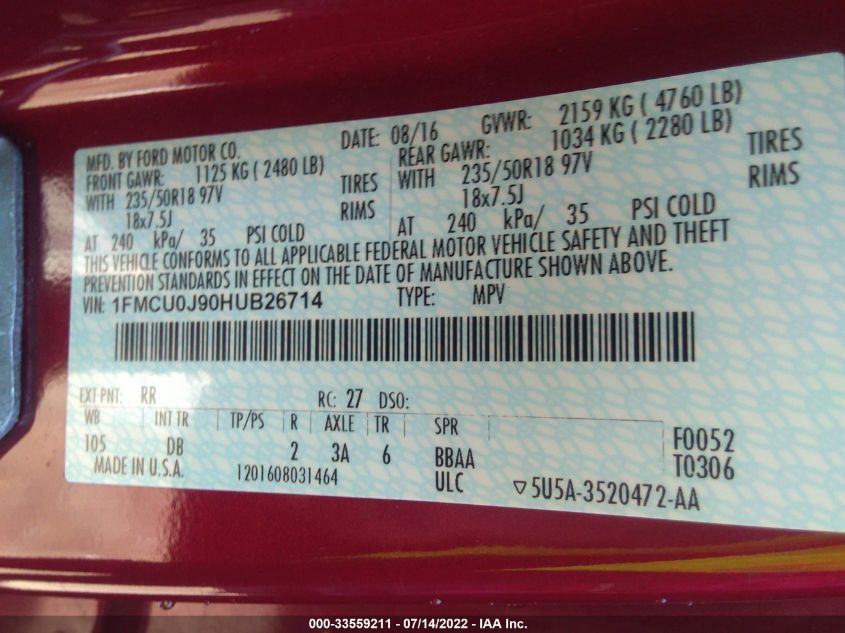 MFD. BY FORD MOTOR CO. DATE: 08/16 GVWR: 2159 KG ( 4760 LB)
FRONT GAWR: 1125 KG ( 2480 LB) REAR GAWR: 1034 KG ( 2280 LB)
WITH 235/50R18 97V TIRES WITH 235/50R18 97V TIRES
18x7.5J RIMS 18x7.5J RIMS
AT 240 kPa/ 35 PSI COLD AT 240 kPa/ 35 PSI COLD
THIS VEHICLE CONFORMS TO ALL APPLICABLE FEDERAL MOTOR VEHICLE SAFETY AND THEFT
PREVENTION STANDARDS IN EFFECT ON THE DATE OF MANUFACTURE SHOWN ABOVE.
VIN: 1FMCU0J90HUB26714 TYPE: MPV
EXT PNT: RR RC: 27 DSO:
WB INT TR TP/PS R AXLE TR SPR
105 DB 2 3A 6 BBAA F0052
MADE IN U.S.A. 1201608031464 ULC T0306
▽5U5A-3520472-AA
000-33559211 - 07/14/2022 - IAA Inc.